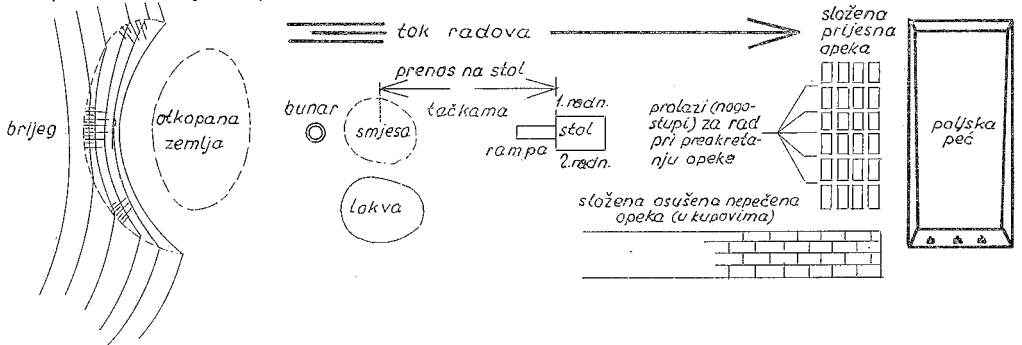 tok radova
složena
prijesna
opeka
prenos na stol
tačkama
brijeg
otkopana
zemlja
bunar
smjesa
1. radn.
stol
rampa
2. radn.
prolazi (nogo-
stupi) za rad
pri preokreta-
nju opeke
poljska
peć
lokva
složena osušena nepečena
opeka (u kupovima)